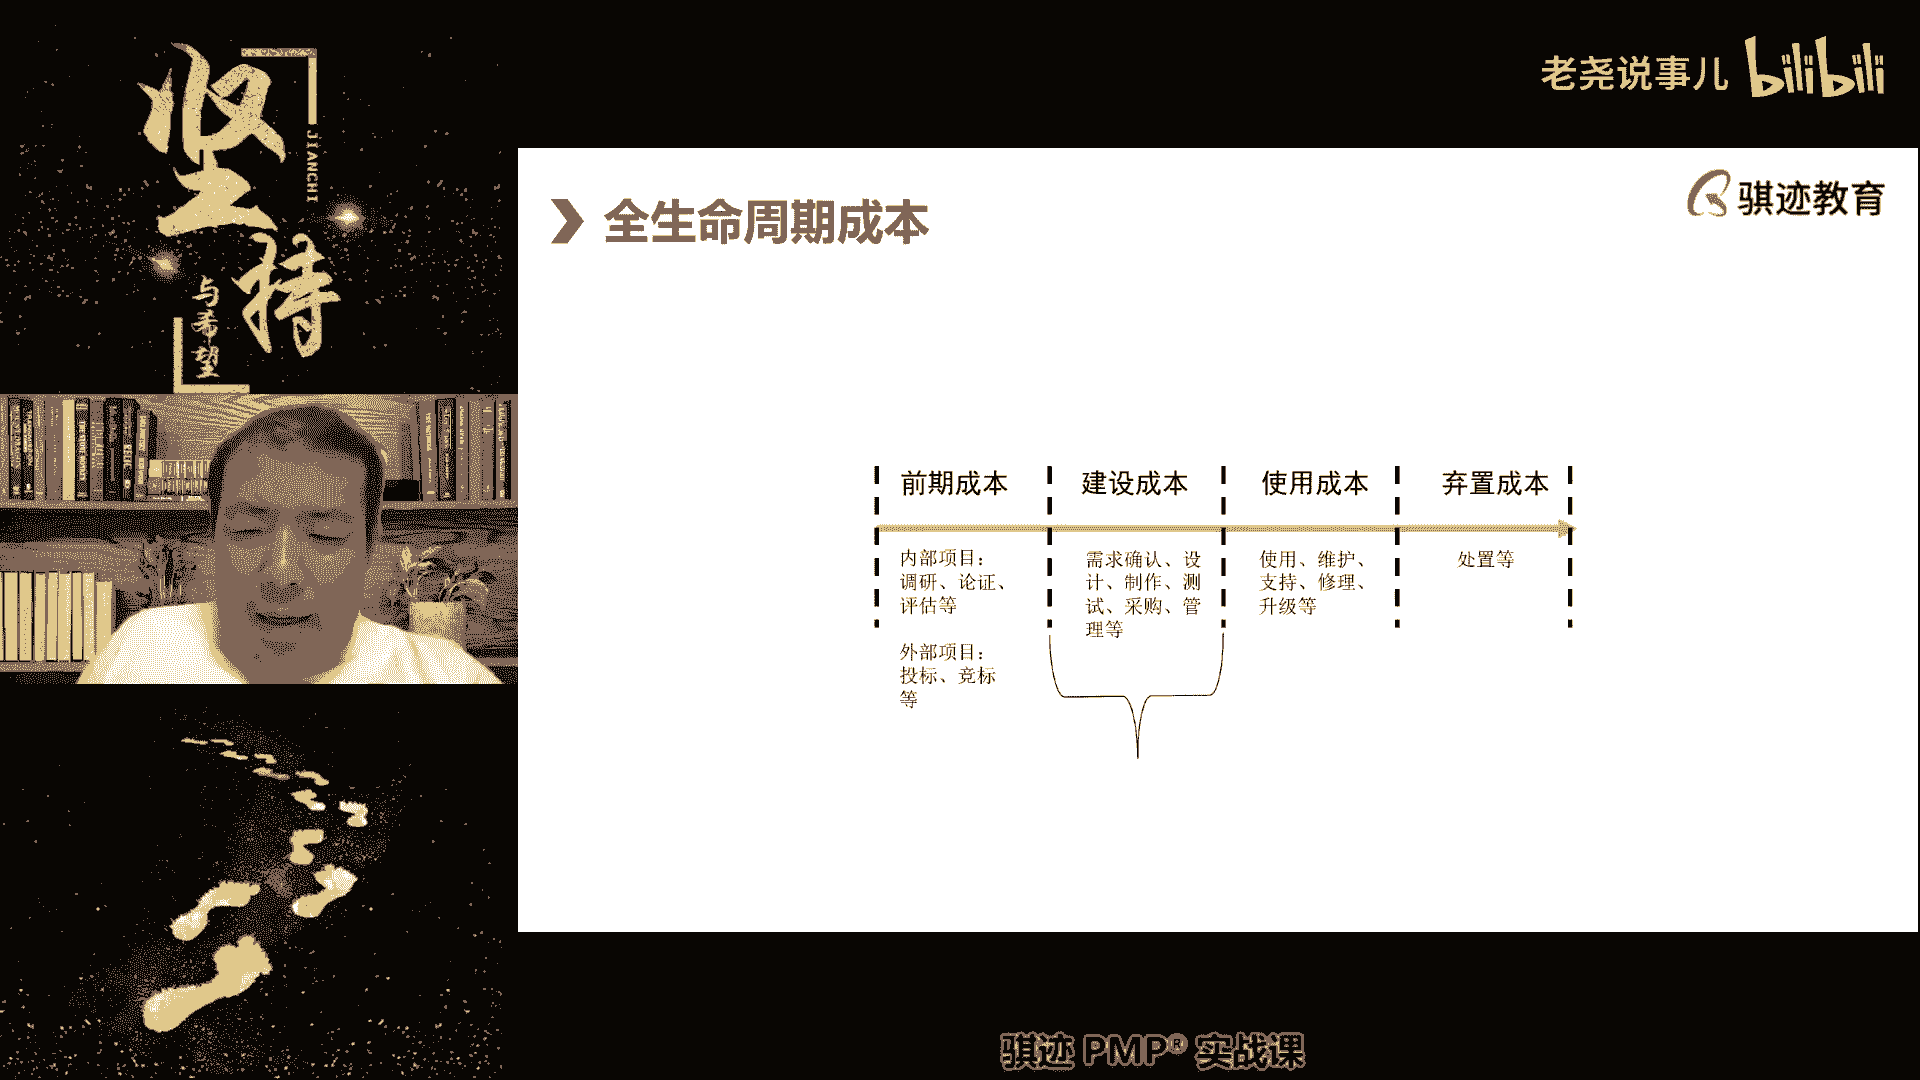 坚持
JIANCHI
与希望
老尧说事儿 bilibili
骐迹教育
全生命周期成本
前期成本
内部项目：
调研、论证、
评估等
外部项目：
投标、竞标
等
建设成本
需求确认、设
计、制作、测
试、采购、管
理等
使用成本
使用、维护、
支持、修理、
升级等
弃置成本
处置等
骐迹 PMP® 实战课